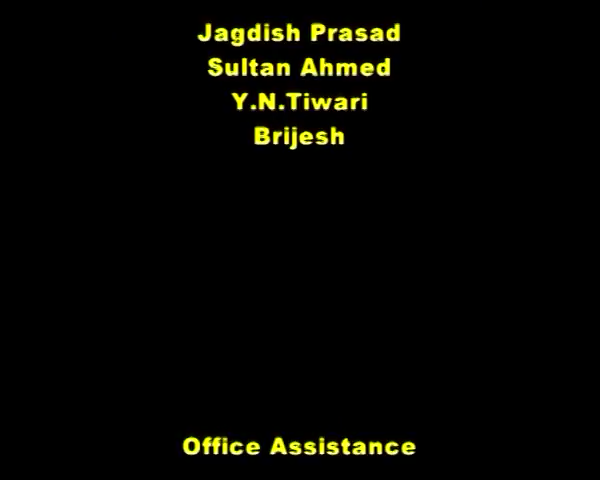 Jagdish Prasad
Sultan Ahmed
Y.N.Tiwari
Brijesh
Office Assistance